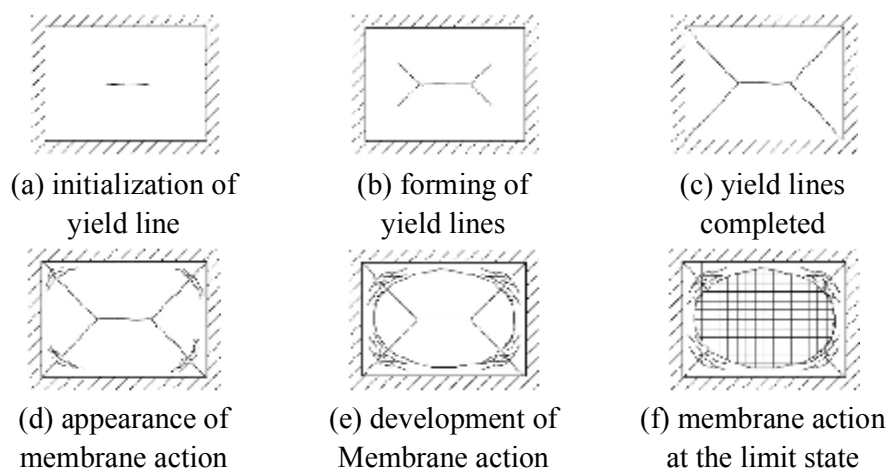 (a) initialization of
yield line
(b) forming of
yield lines
(c) yield lines
completed
(d) appearance of
membrane action
(e) development of
Membrane action
(f) membrane action
at the limit state